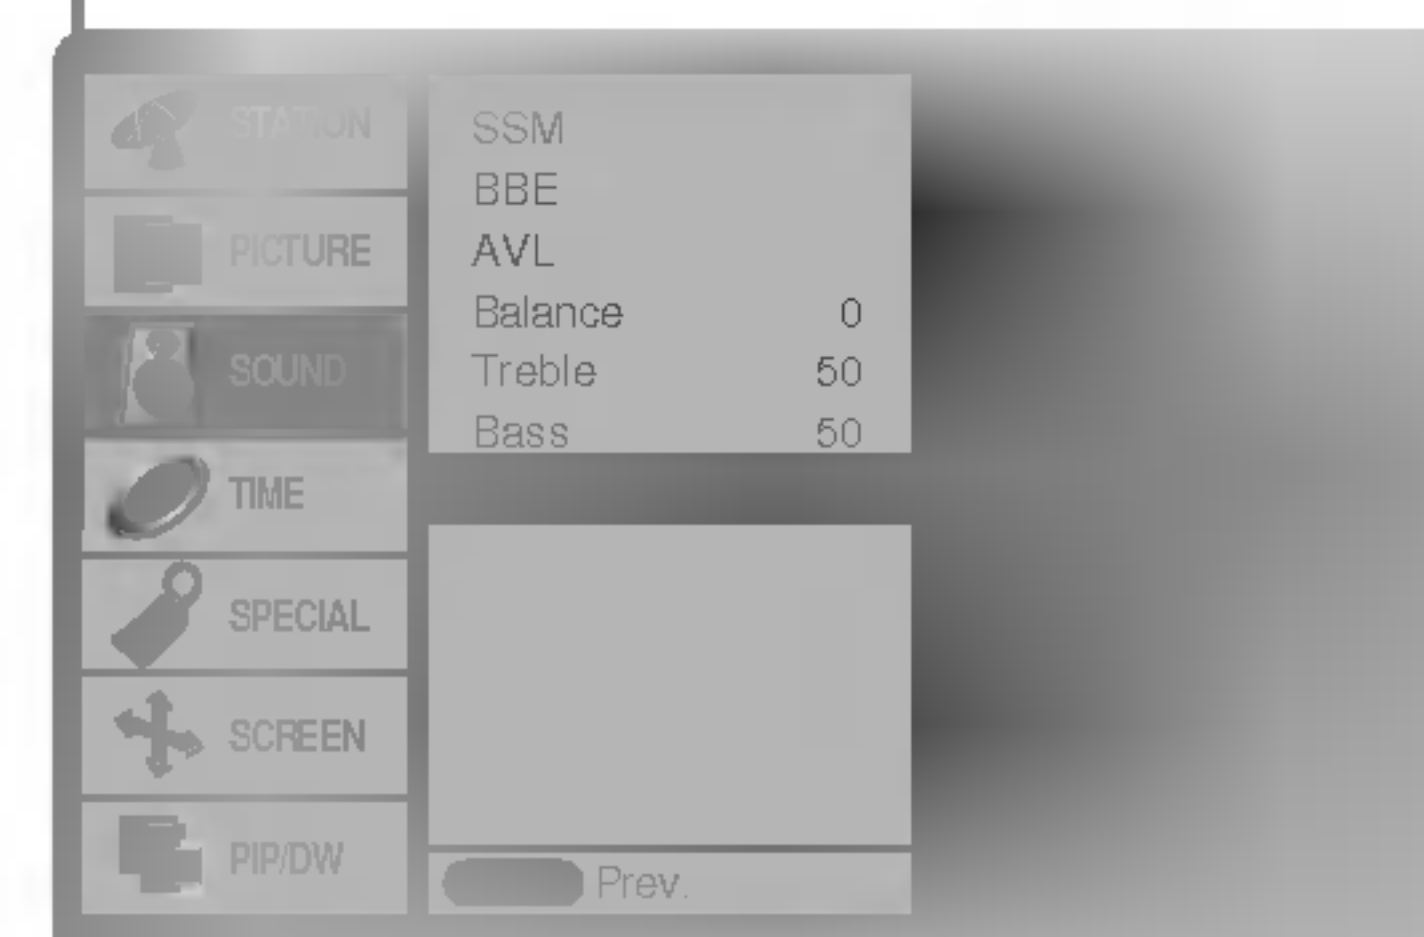 STATION
PICTURE
SOUND
TIME
SPECIAL
SCREEN
PIP/DW
SSM
BBE
AVL
Balance 0
Treble 50
Bass 50
Prev.